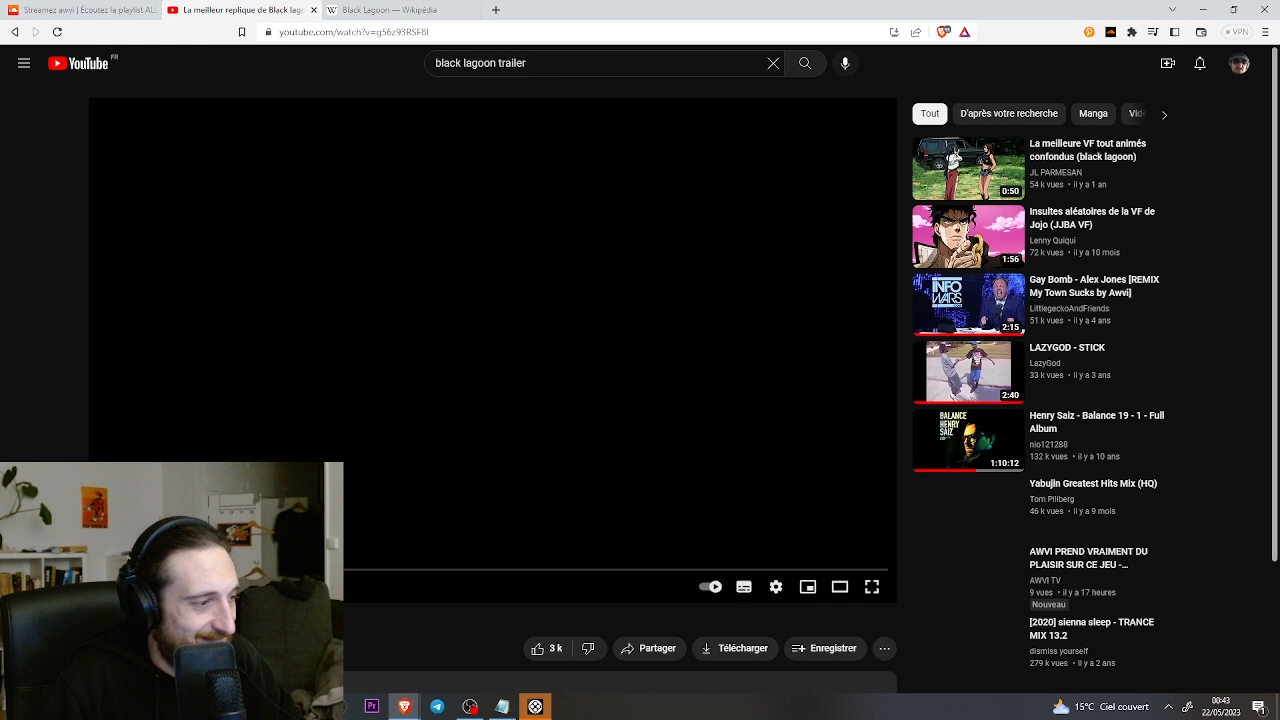 Streamez awvi | Écoutez la playlist AL
La meilleur replique de Black lago
Black Lagoon — Wikipédia
youtube.com/watch?v=g56z93RSF8I
VPN
YouTube FR
black lagoon trailer
Tout
D'après votre recherche
Manga
La meilleure VF tout animés
confondus (black lagoon)
JL PARMESAN
54 k vues • il y a 1 an
0:50
Insultes aléatoires de la VF de
Jojo (JJBA VF)
Lenny Quiqui
72 k vues • il y a 10 mois
1:56
Gay Bomb - Alex Jones [REMIX
My Town Sucks by Awvi]
LittlegeckoAndFriends
51 k vues • il y a 4 ans
INFO
WARS
2:15
LAZYGOD - STICK
LazyGod
33 k vues • il y a 3 ans
2:40
Henry Saiz - Balance 19 - 1 - Full
Album
nio121288
132 k vues • il y a 10 ans
BALANCE
HENRY
SAIZ
1:10:12
Yabujin Greatest Hits Mix (HQ)
Tom Pillberg
46 k vues • il y a 9 mois
AWVI PREND VRAIMENT DU
PLAISIR SUR CE JEU -...
AWVI TV
9 vues • il y a 17 heures
Nouveau
[2020] sienna sleep - TRANCE
MIX 13.2
dismiss yourself
279 k vues • il y a 2 ans
3 k
Partager
Télécharger
Enregistrer
Pr
15°C Ciel couvert
00:43
22/05/2023